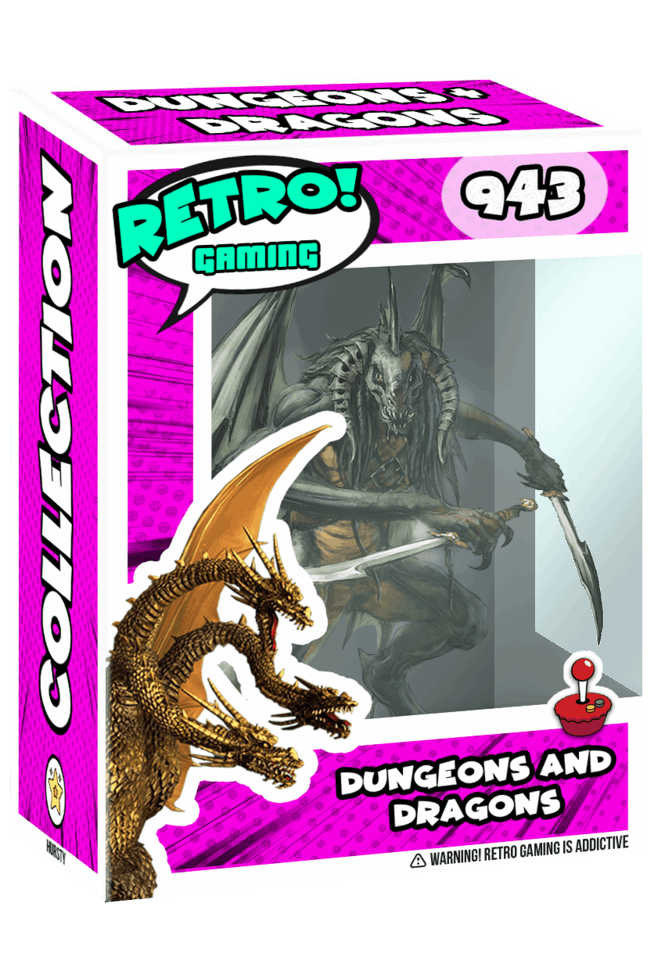 DUNGEONS +
DRAGONS
RETRO!
GAMING
943
COLLECTION
DUNGEONS AND
DRAGONS
WARNING! RETRO GAMING IS ADDICTIVE
HURSTY